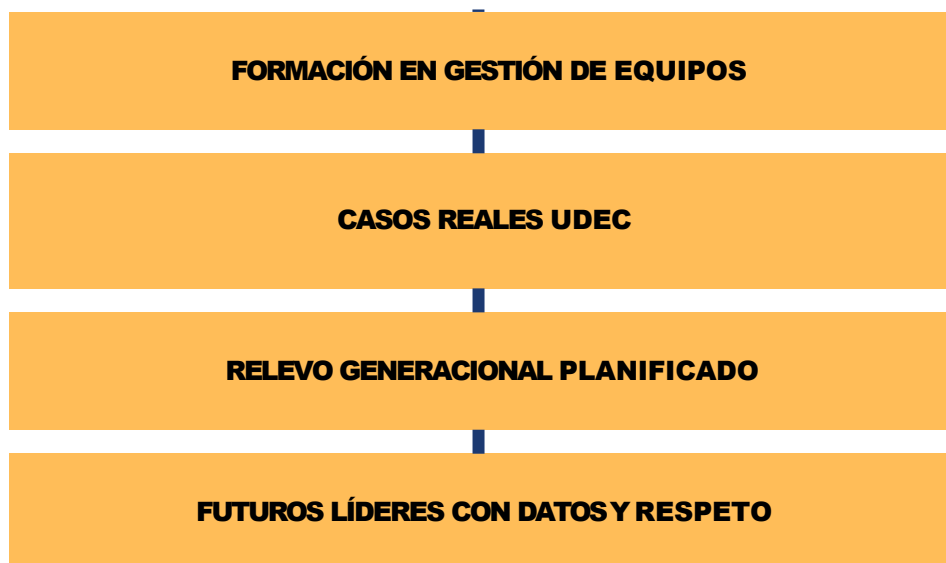 FORMACIÓN EN GESTIÓN DE EQUIPOS
CASOS REALES UDEC
RELEVO GENERACIONAL PLANIFICADO
FUTUROS LÍDERES CON DATOS Y RESPETO